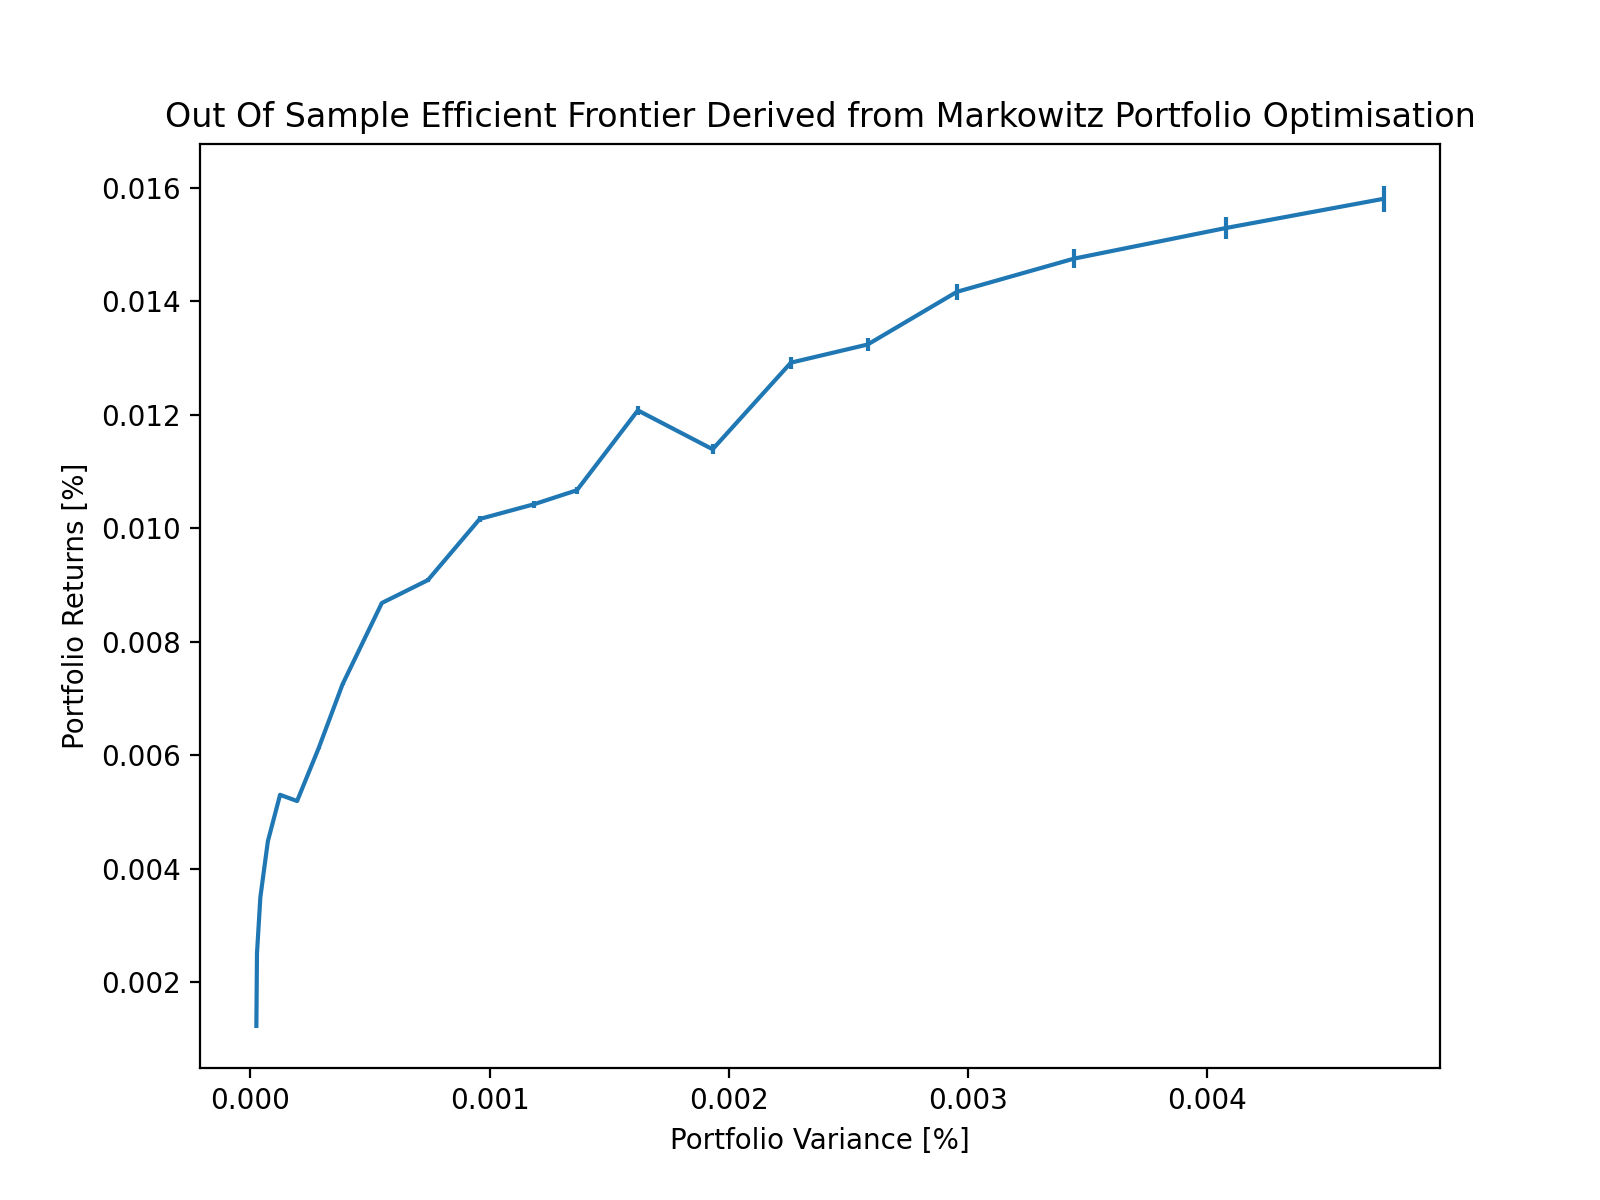 Out Of Sample Efficient Frontier Derived from Markowitz Portfolio Optimisation
0.016
0.014
0.012
0.010
0.008
0.006
0.004
0.002
Portfolio Returns [%]
0.000 0.001 0.002 0.003 0.004
Portfolio Variance [%]